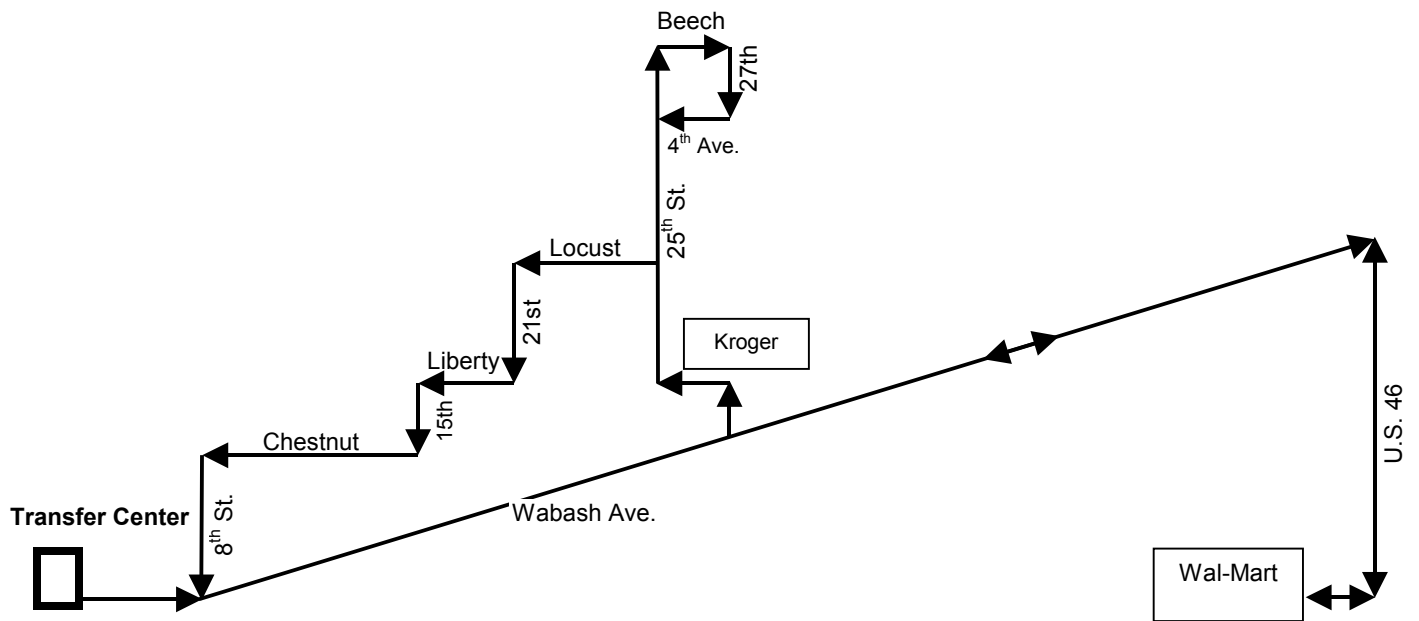 Beech
27th
4th Ave.
25th St.
Locust
21st
Kroger
Liberty
15th
U.S. 46
Chestnut
Wabash Ave.
Transfer Center
8th St.
Wal-Mart